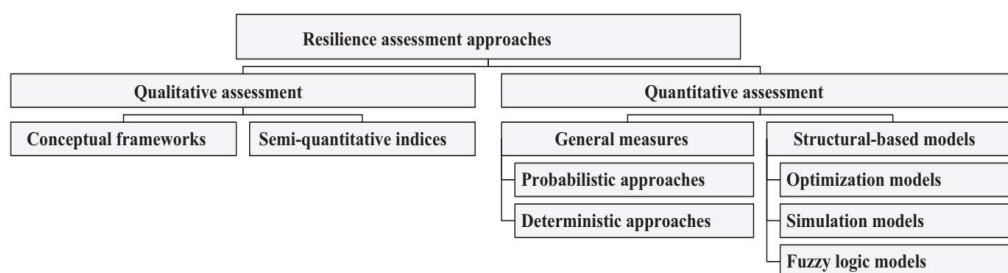 Resilience assessment approaches
Qualitative assessment
Quantitative assessment
Conceptual frameworks
Semi-quantitative indices
General measures
Structural-based models
Probabilistic approaches
Optimization models
Deterministic approaches
Simulation models
Fuzzy logic models